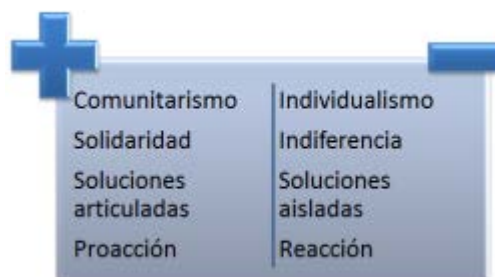 Comunitarismo
Solidaridad
Soluciones
articuladas
Proacción
Individualismo
Indiferencia
Soluciones
aisladas
Reacción